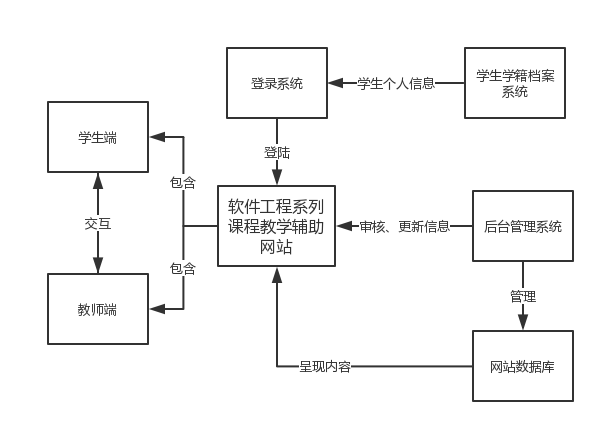 登录系统
学生个人信息
学生学籍档案
系统
学生端
登陆
包含
软件工程系列
课程教学辅助
网站
交互
审核、更新信息
后台管理系统
包含
教师端
管理
呈现内容
网站数据库